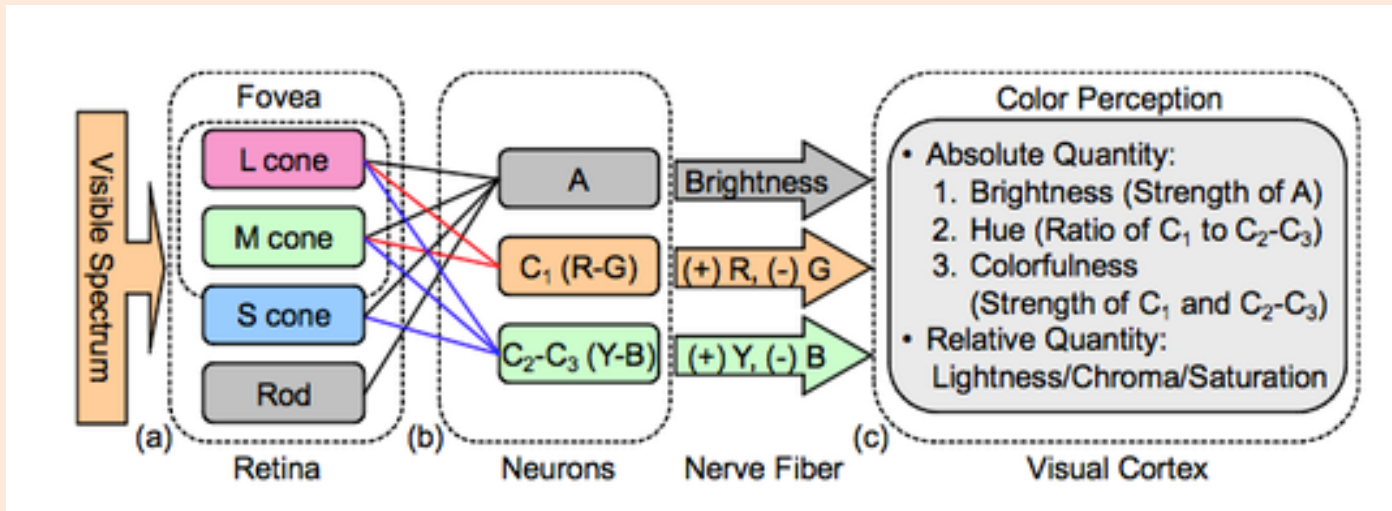 Visible Spectrum
Fovea
L cone
M cone
S cone
Rod
(a)
Retina
A
C₁ (R-G)
C₂-C₃ (Y-B)
(b)
Neurons
Brightness
(+) R, (-) G
(+) Y, (-) B
Nerve Fiber
(c)
Color Perception
• Absolute Quantity:
1. Brightness (Strength of A)
2. Hue (Ratio of C₁ to C₂-C₃)
3. Colorfulness
(Strength of C₁ and C₂-C₃)
• Relative Quantity:
Lightness/Chroma/Saturation
Visual Cortex